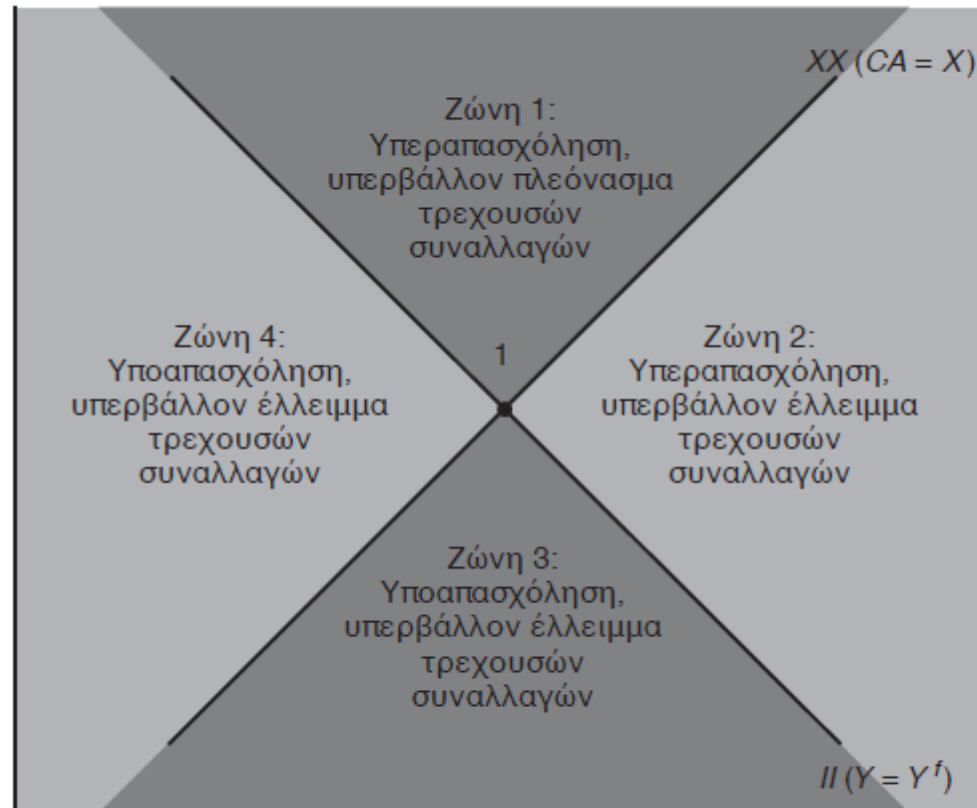 XX (CA = X)
Ζώνη 1:
Υπεραπασχόληση,
υπερβάλλον πλεόνασμα
τρεχουσών
συναλλαγών
Ζώνη 4:
Υποαπασχόληση,
υπερβάλλον έλλειμμα
τρεχουσών
συναλλαγών
1
Ζώνη 2:
Υπεραπασχόληση,
υπερβάλλον έλλειμμα
τρεχουσών
συναλλαγών
Ζώνη 3:
Υποαπασχόληση,
υπερβάλλον έλλειμμα
τρεχουσών
συναλλαγών
II (Y = Y^f)